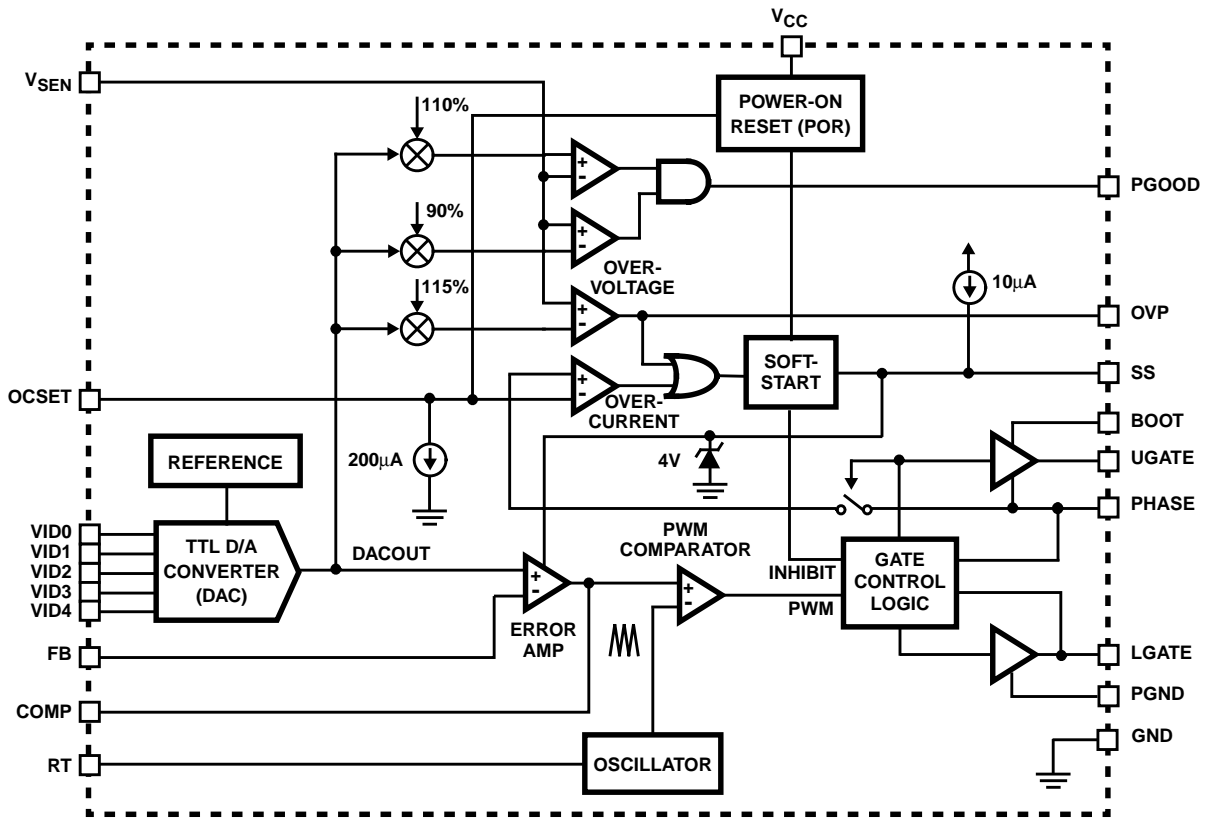 VCC
VSEN
110%
POWER-ON
RESET (POR)
+
-
PGOOD
90%
+
-
OVER-
VOLTAGE
115%
10μA
+
-
OVP
SOFT-
START
SS
OCSET
+
-
OVER-
CURRENT
BOOT
REFERENCE
200μA
4V
UGATE
PHASE
VID0
VID1
VID2
VID3
VID4
TTL D/A
CONVERTER
(DAC)
DACOUT
PWM
COMPARATOR
+
-
+
-
INHIBIT
PWM
GATE
CONTROL
LOGIC
ERROR
AMP
FB
LGATE
COMP
PGND
GND
RT
OSCILLATOR